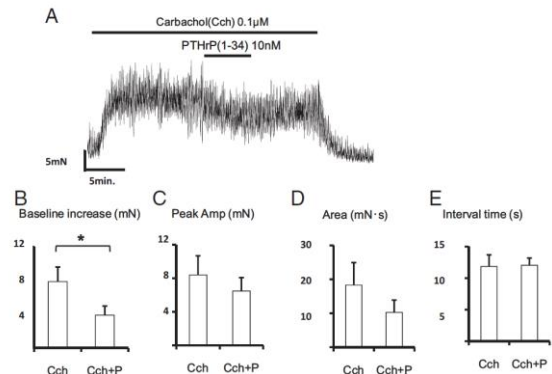 A
Carbachol(Cch) 0.1μM
PTHrP(1-34) 10nM
5mN
5min.
B
Baseline increase (mN)
12
8
4
*
Cch
Cch+P
C
Peak Amp (mN)
12
8
4
Cch
Cch+P
D
Area (mN·s)
30
20
10
Cch
Cch+P
E
Interval time (s)
15
10
5
Cch
Cch+P